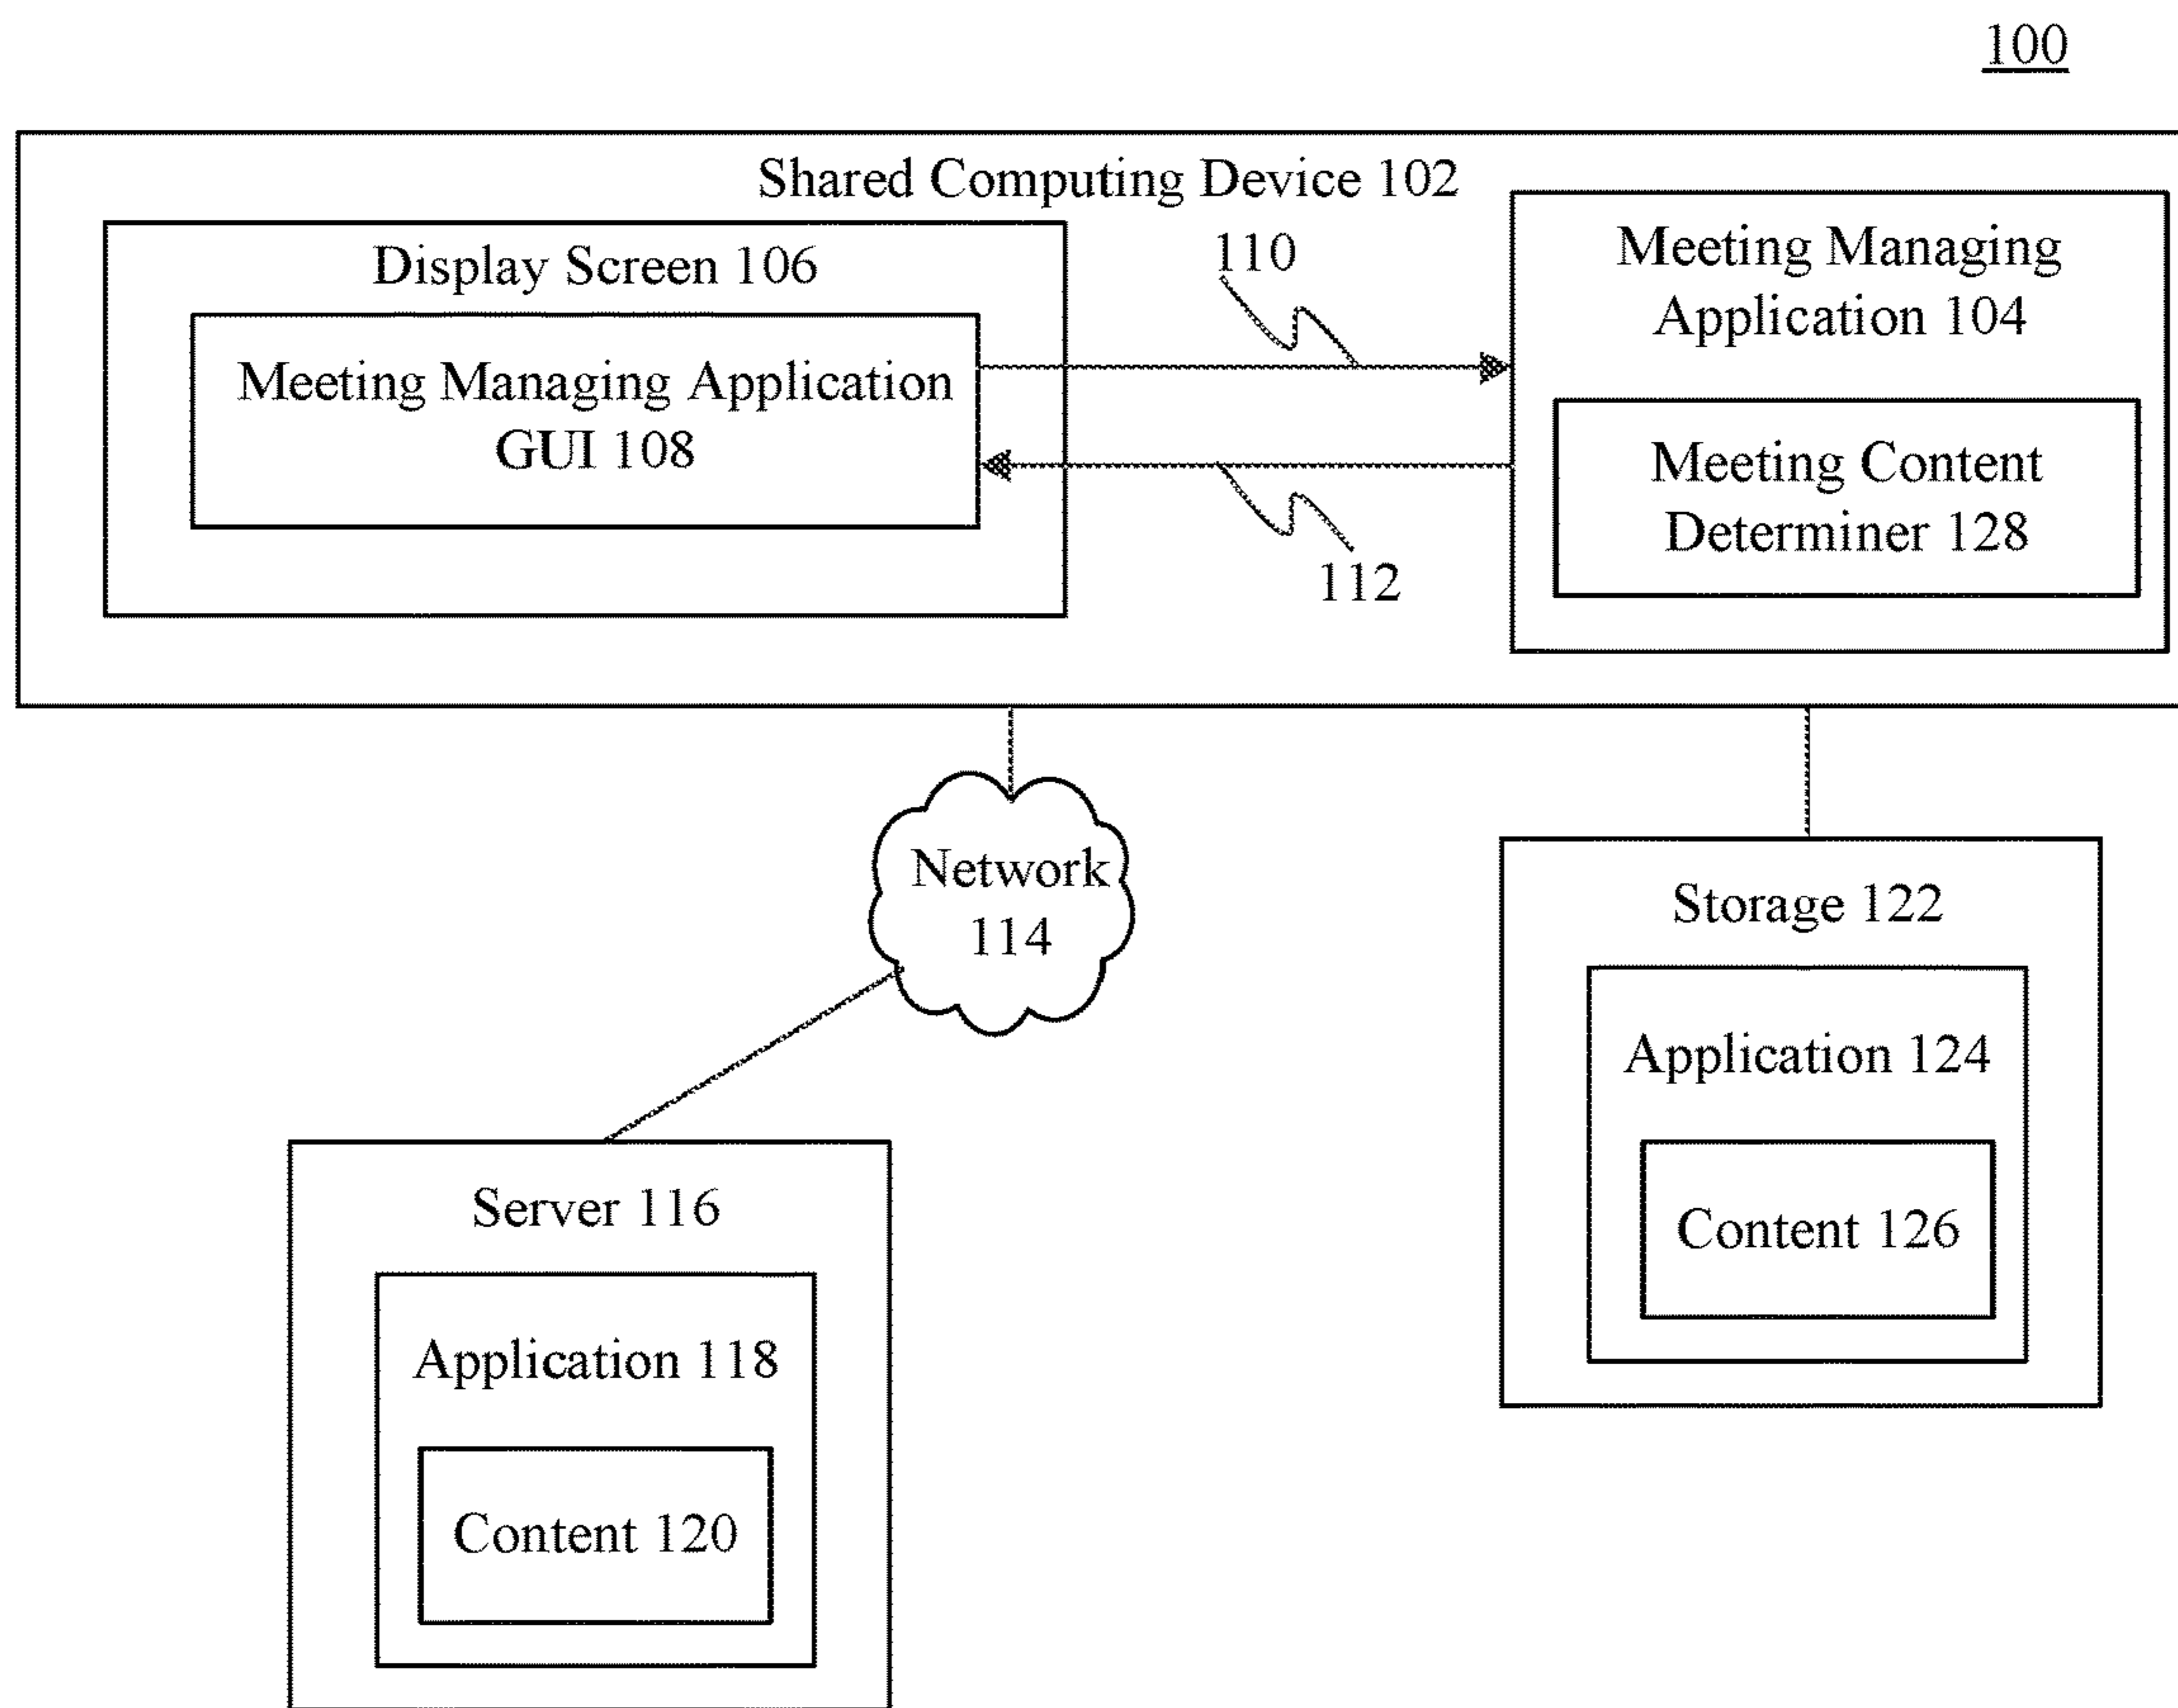 100
Shared Computing Device 102
Display Screen 106
Meeting Managing Application
GUI 108
110
112
Meeting Managing
Application 104
Meeting Content
Determiner 128
Network
114
Storage 122
Application 124
Content 126
Server 116
Application 118
Content 120